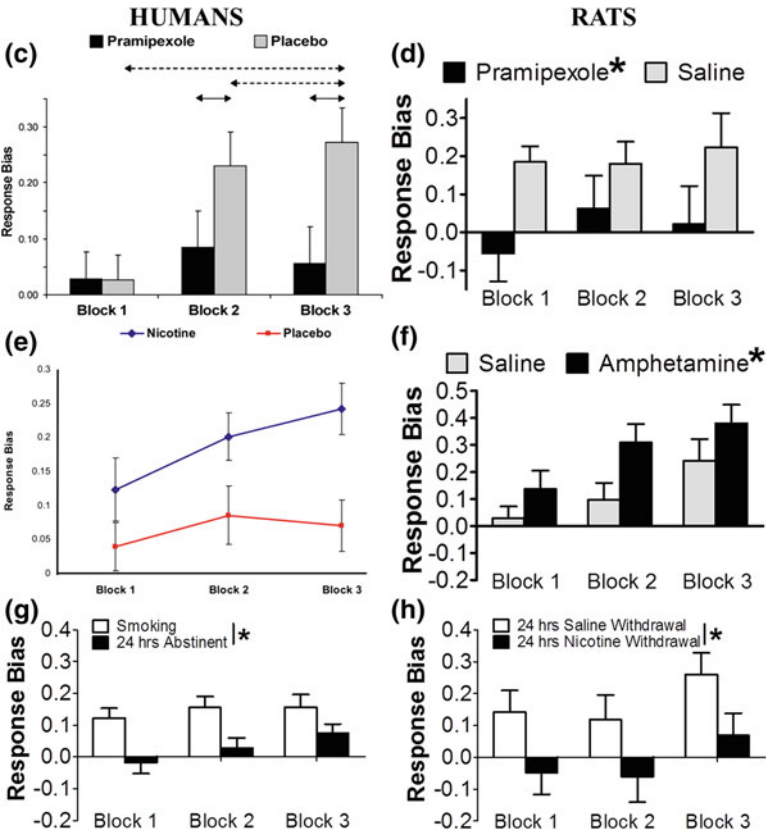 HUMANS
RATS
(c)
Pramipexole
Placebo
Response Bias
0.30
0.20
0.10
0.00
Block 1
Block 2
Block 3
(d)
Pramipexole*
Saline
Response Bias
0.3
0.2
0.1
0.0
-0.1
Block 1
Block 2
Block 3
(e)
Nicotine
Placebo
Response Bias
0.3
0.25
0.2
0.15
0.1
0.05
0
Block 1
Block 2
Block 3
(f)
Saline
Amphetamine*
Response Bias
0.5
0.4
0.3
0.2
0.1
0.0
-0.1
-0.2
Block 1
Block 2
Block 3
(g)
Smoking
24 hrs Abstinent
*
Response Bias
0.4
0.3
0.2
0.1
0.0
-0.1
-0.2
Block 1
Block 2
Block 3
(h)
24 hrs Saline Withdrawal
24 hrs Nicotine Withdrawal
*
Response Bias
0.4
0.3
0.2
0.1
0.0
-0.1
-0.2
Block 1
Block 2
Block 3